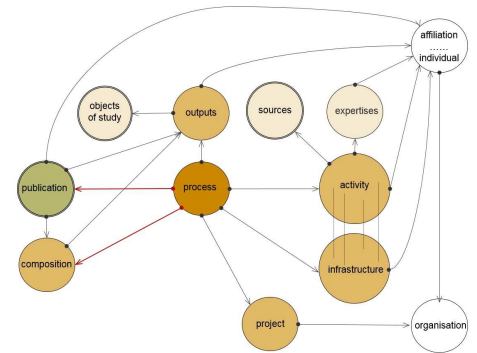 affiliation
......
individual
objects
of study
outputs
sources
expertises
publication
process
activity
composition
infrastructure
project
organisation